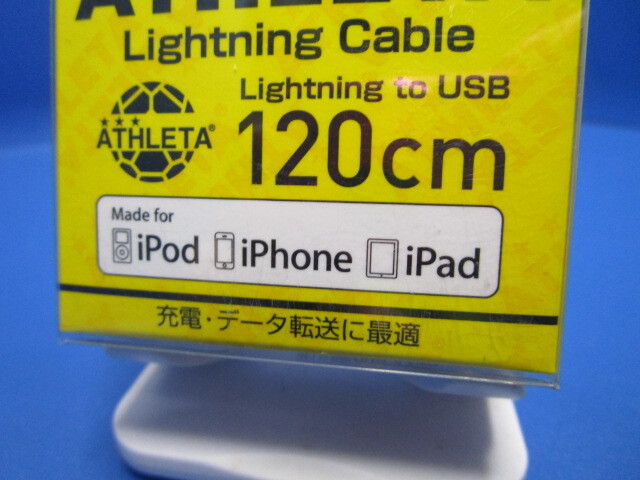 ATHLETA
Lightning Cable
Lightning to USB
ATHLETA®
120cm
Made for
iPod iPhone iPad
充電・データ転送に最適